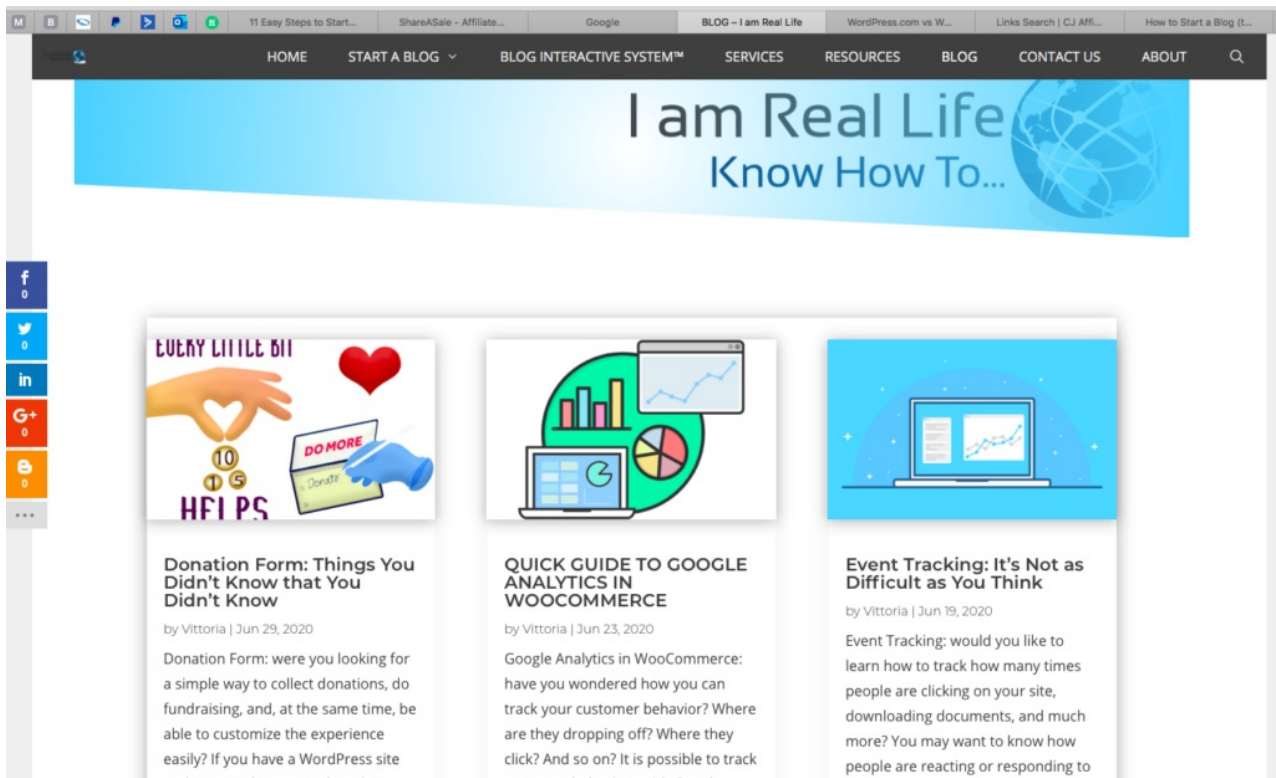 M
B
11 Easy Steps to Start...
ShareASale - Affiliate...
Google
BLOG – I am Real Life
WordPress.com vs W...
Links Search | CJ Affi...
How to Start a Blog (t...
HOME
START A BLOG
BLOG INTERACTIVE SYSTEM™
SERVICES
RESOURCES
BLOG
CONTACT US
ABOUT
I am Real Life
Know How To...
f
0
0
in
G+
0
0
EVERY LITTLE BIT
DO MORE
Donate
10
1
5
HELPS
Donation Form: Things You
Didn't Know that You
Didn't Know
by Vittoria | Jun 29, 2020
Donation Form: were you looking for
a simple way to collect donations, do
fundraising, and, at the same time, be
able to customize the experience
easily? If you have a WordPress site
QUICK GUIDE TO GOOGLE
ANALYTICS IN
WOOCOMMERCE
by Vittoria | Jun 23, 2020
Google Analytics in WooCommerce:
have you wondered how you can
track your customer behavior? Where
are they dropping off? Where they
click? And so on? It is possible to track
Event Tracking: It's Not as
Difficult as You Think
by Vittoria | Jun 19, 2020
Event Tracking: would you like to
learn how to track how many times
people are clicking on your site,
downloading documents, and much
more? You may want to know how
people are reacting or responding to